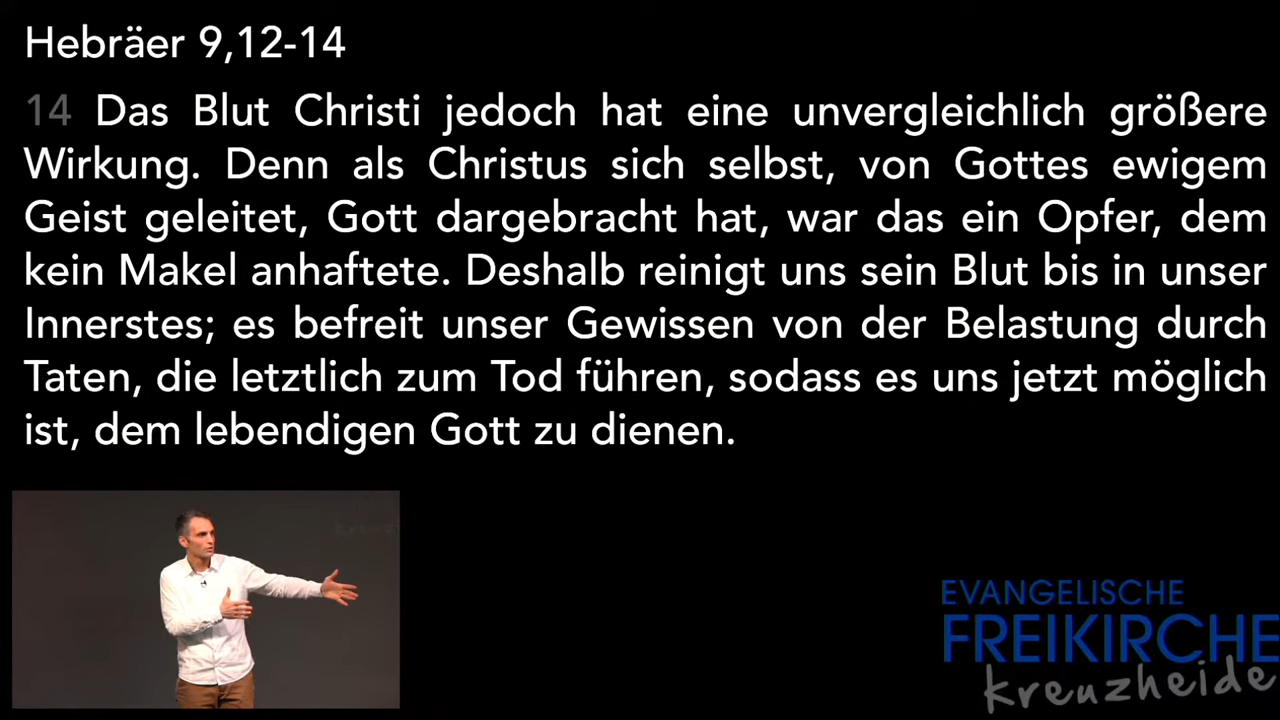 Hebräer 9,12-14
14 Das Blut Christi jedoch hat eine unvergleichlich größere
Wirkung. Denn als Christus sich selbst, von Gottes ewigem
Geist geleitet, Gott dargebracht hat, war das ein Opfer, dem
kein Makel anhaftete. Deshalb reinigt uns sein Blut bis in unser
Innerstes; es befreit unser Gewissen von der Belastung durch
Taten, die letztlich zum Tod führen, sodass es uns jetzt möglich
ist, dem lebendigen Gott zu dienen.
EVANGELISCHE
FREIKIRCHE
kreuzheide